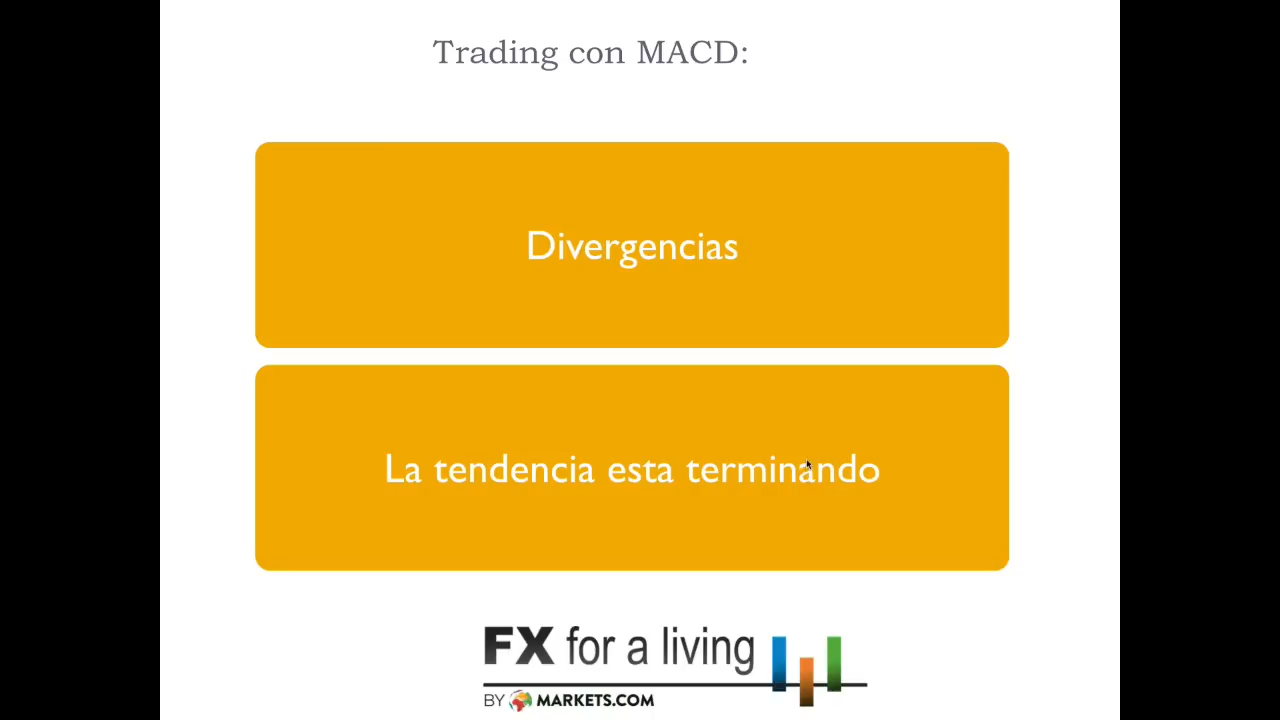 Trading con MACD:
Divergencias
La tendencia esta terminando
FX for a living
BY MARKETS.COM